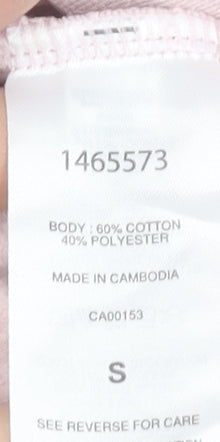 1465573
BODY : 60% COTTON
40% POLYESTER
MADE IN CAMBODIA
CA00153
S
SEE REVERSE FOR CARE